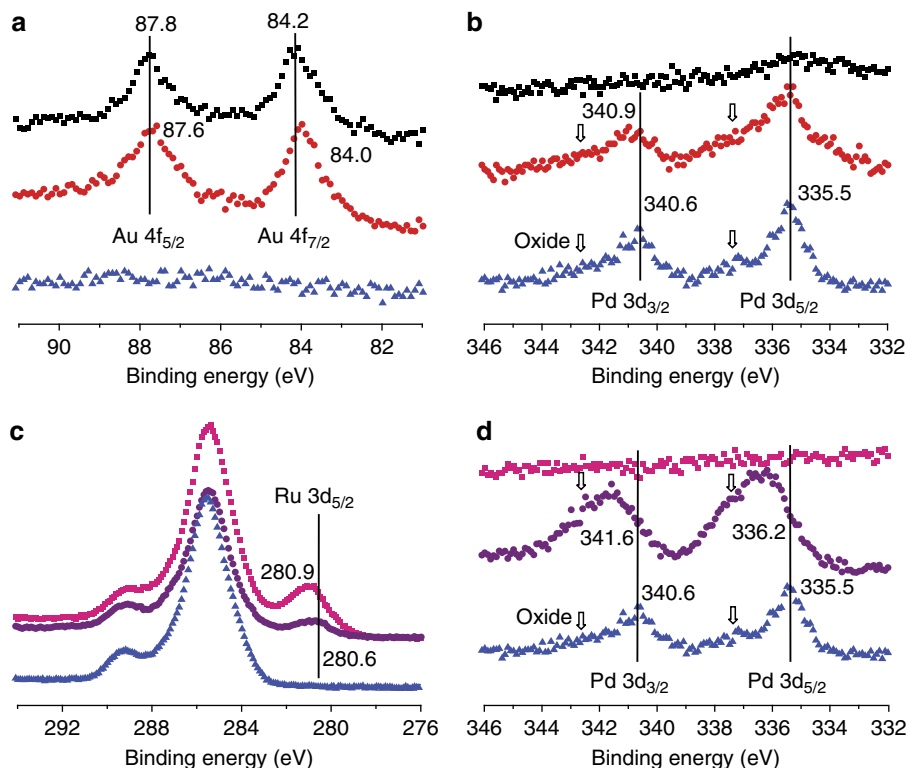 a
87.8
84.2
87.6
84.0
Au 4f5/2
Au 4f7/2
90
88
86
84
82
Binding energy (eV)
b
340.9
340.6
335.5
Oxide
Pd 3d3/2
Pd 3d5/2
346 344 342 340 338 336 334 332
Binding energy (eV)
c
Ru 3d5/2
280.9
280.6
292 288 284 280 276
Binding energy (eV)
d
341.6
336.2
340.6
335.5
Oxide
Pd 3d3/2
Pd 3d5/2
346 344 342 340 338 336 334 332
Binding energy (eV)